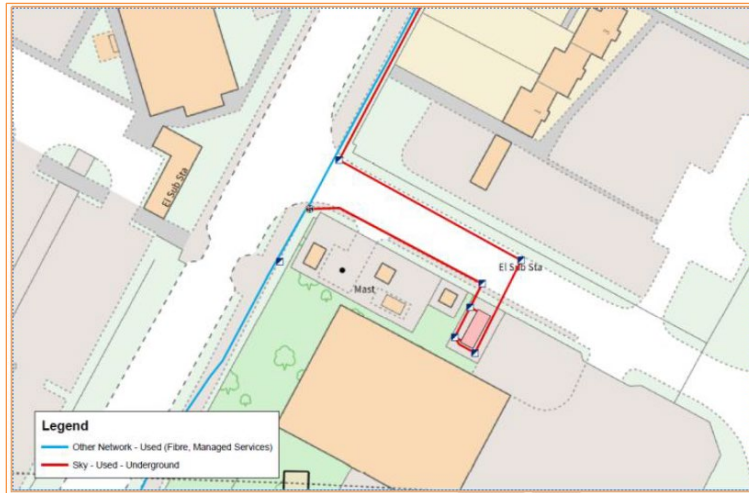 El Sub Sta
El Sub Sta
Mast
Legend
Other Network - Used (Fibre, Managed Services)
Sky - Used - Underground